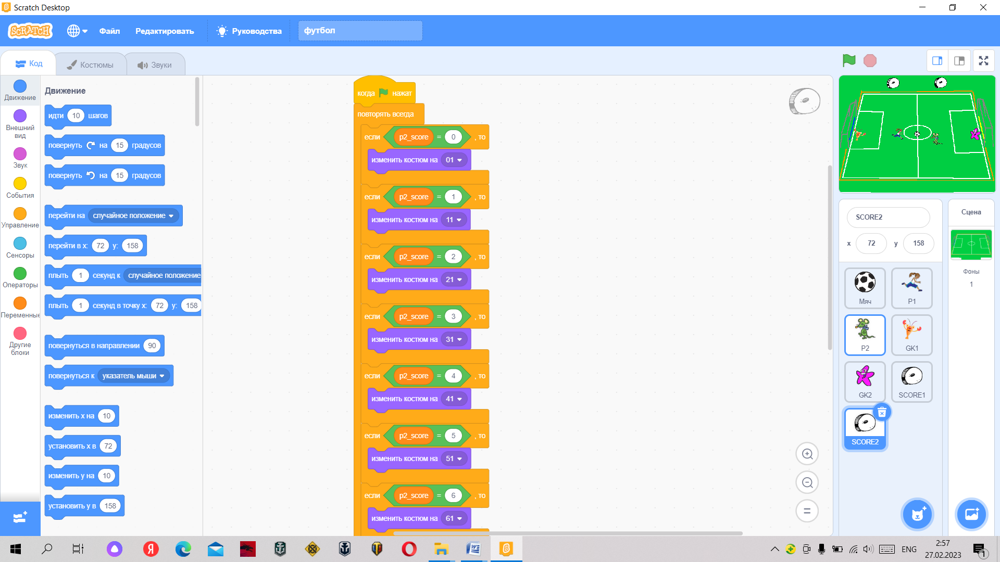 Scratch Desktop
SCRATCH
Файл
Редактировать
Руководства
футбол
Код
Костюмы
Звуки
Движение
Внешний
вид
Звук
События
Управление
Сенсоры
Операторы
Переменные
Другие
блоки
Движение
идти 10 шагов
повернуть на 15 градусов
повернуть на 15 градусов
перейти на случайное положение
перейти в x: 72 y: 158
плыть 1 секунд к случайное положение
плыть 1 секунд в точку x: 72 y: 158
повернуться в направлении 90
повернуться к указатель мыши
изменить x на 10
установить x в 72
изменить y на 10
установить y в 158
когда нажат
повторять всегда
если p2_score = 0 , то
изменить костюм на 01
если p2_score = 1 , то
изменить костюм на 11
если p2_score = 2 , то
изменить костюм на 21
если p2_score = 3 , то
изменить костюм на 31
если p2_score = 4 , то
изменить костюм на 41
если p2_score = 5 , то
изменить костюм на 51
если p2_score = 6 , то
изменить костюм на 61
SCORE2
x 72 y 158
Мяч
P1
P2
GK1
GK2
SCORE1
SCORE2
Сцена
Фоны
1
ENG
2:57
27.02.2023
1